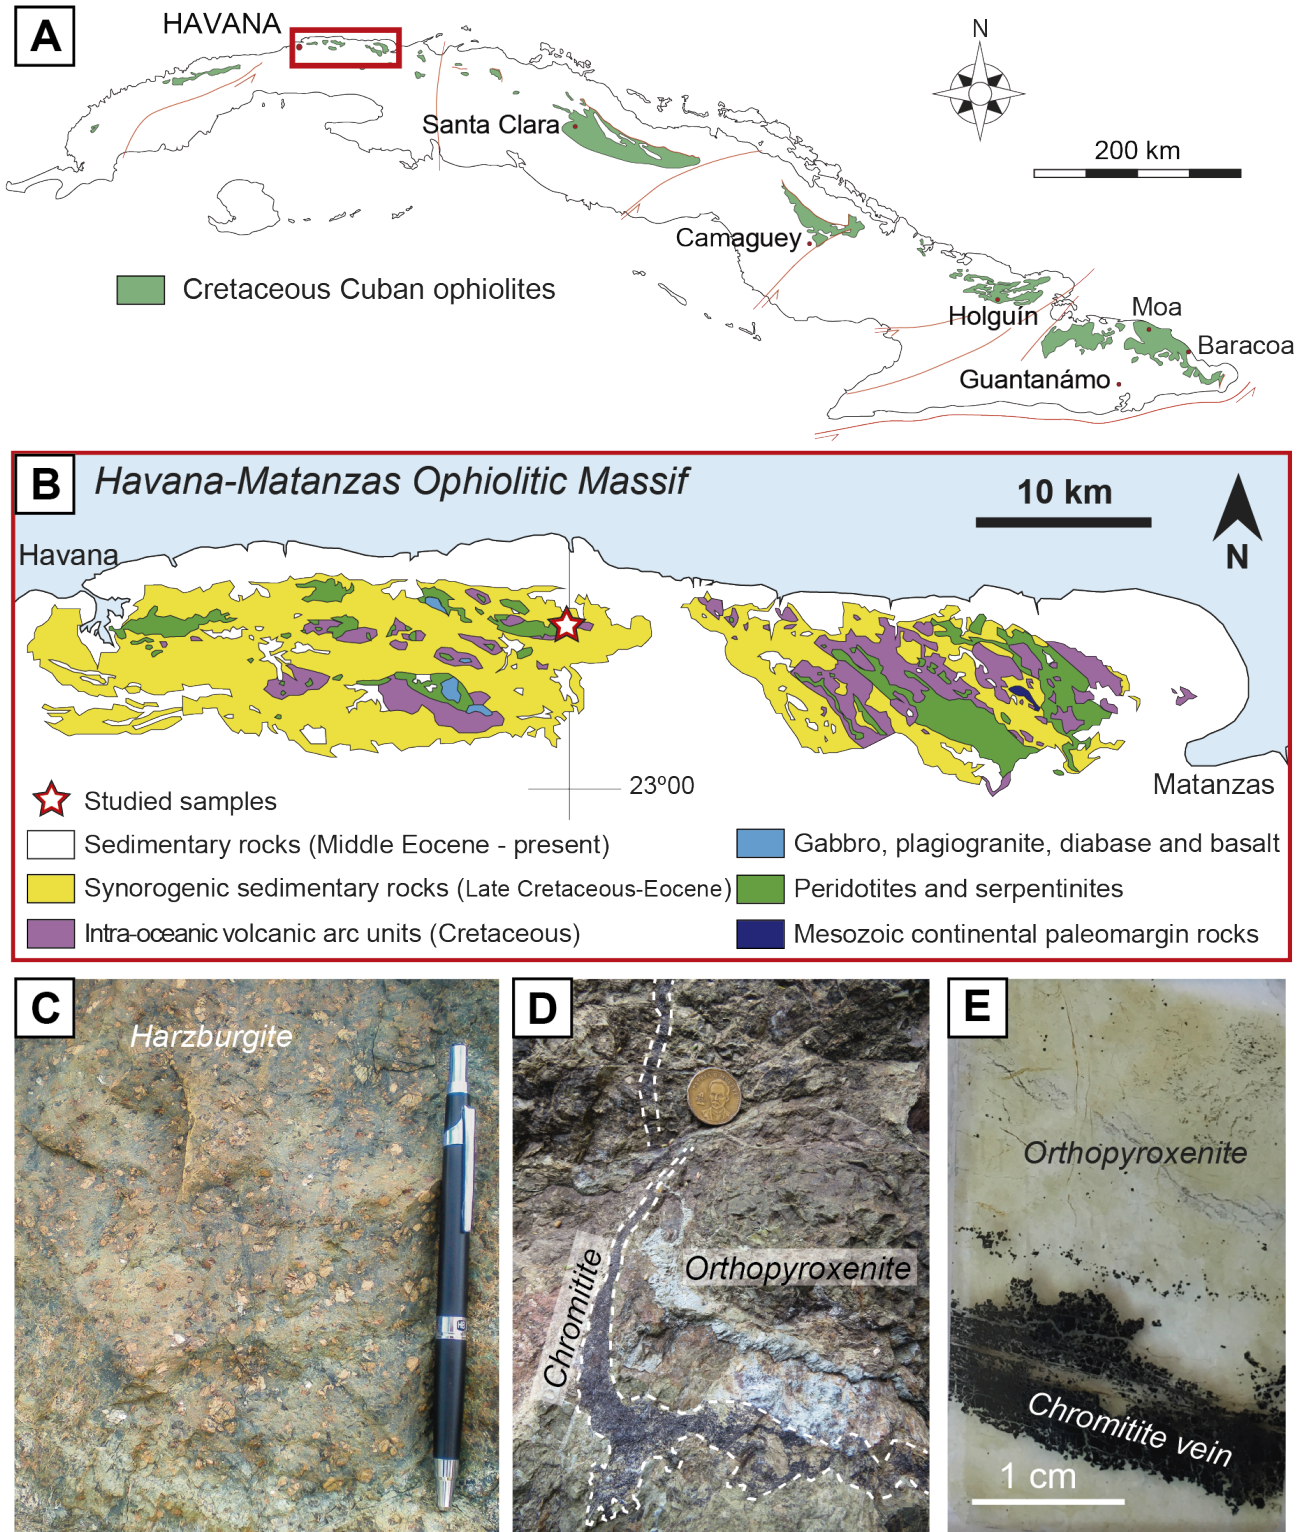 A
HAVANA
N
Santa Clara
200 km
Camaguey
Cretaceous Cuban ophiolites
Holguín
Moa
Baracoa
Guantanámo
B
Havana-Matanzas Ophiolitic Massif
10 km
N
Havana
Matanzas
23º00
Studied samples
Sedimentary rocks (Middle Eocene - present)
Synorogenic sedimentary rocks (Late Cretaceous-Eocene)
Intra-oceanic volcanic arc units (Cretaceous)
Gabbro, plagiogranite, diabase and basalt
Peridotites and serpentinites
Mesozoic continental paleomargin rocks
C
Harzburgite
D
Chromitite
Orthopyroxenite
E
Orthopyroxenite
Chromitite vein
1 cm